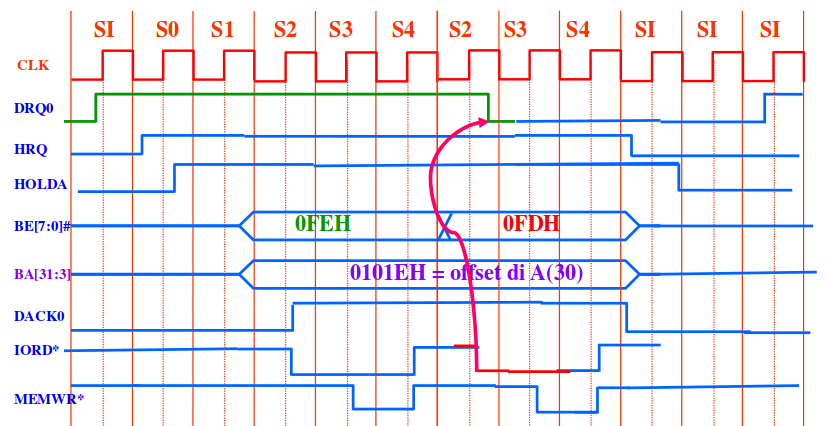 SI S0 S1 S2 S3 S4 S2 S3 S4 SI SI SI
CLK
DRQ0
HRQ
HOLDA
BE[7:0]# 0FEH 0FDH
BA[31:3] 0101EH = offset di A(30)
DACK0
IORD*
MEMWR*